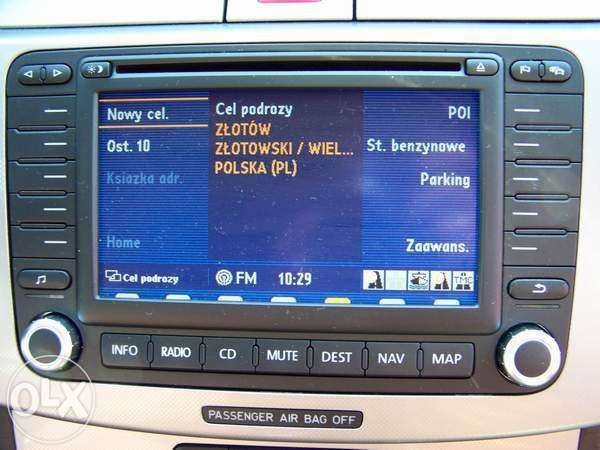 Nowy cel.
Cel podrozy
POI
ZŁOTÓW
Ost. 10
ZŁOTOWSKI / WIEL...
St. benzynowe
POLSKA (PL)
Ksiazka adr.
Parking
Home
Zaawans.
Cel podrozy
FM
10:29
TMC
INFO
RADIO
CD
MUTE
DEST
NAV
MAP
PASSENGER AIR BAG OFF
OLX